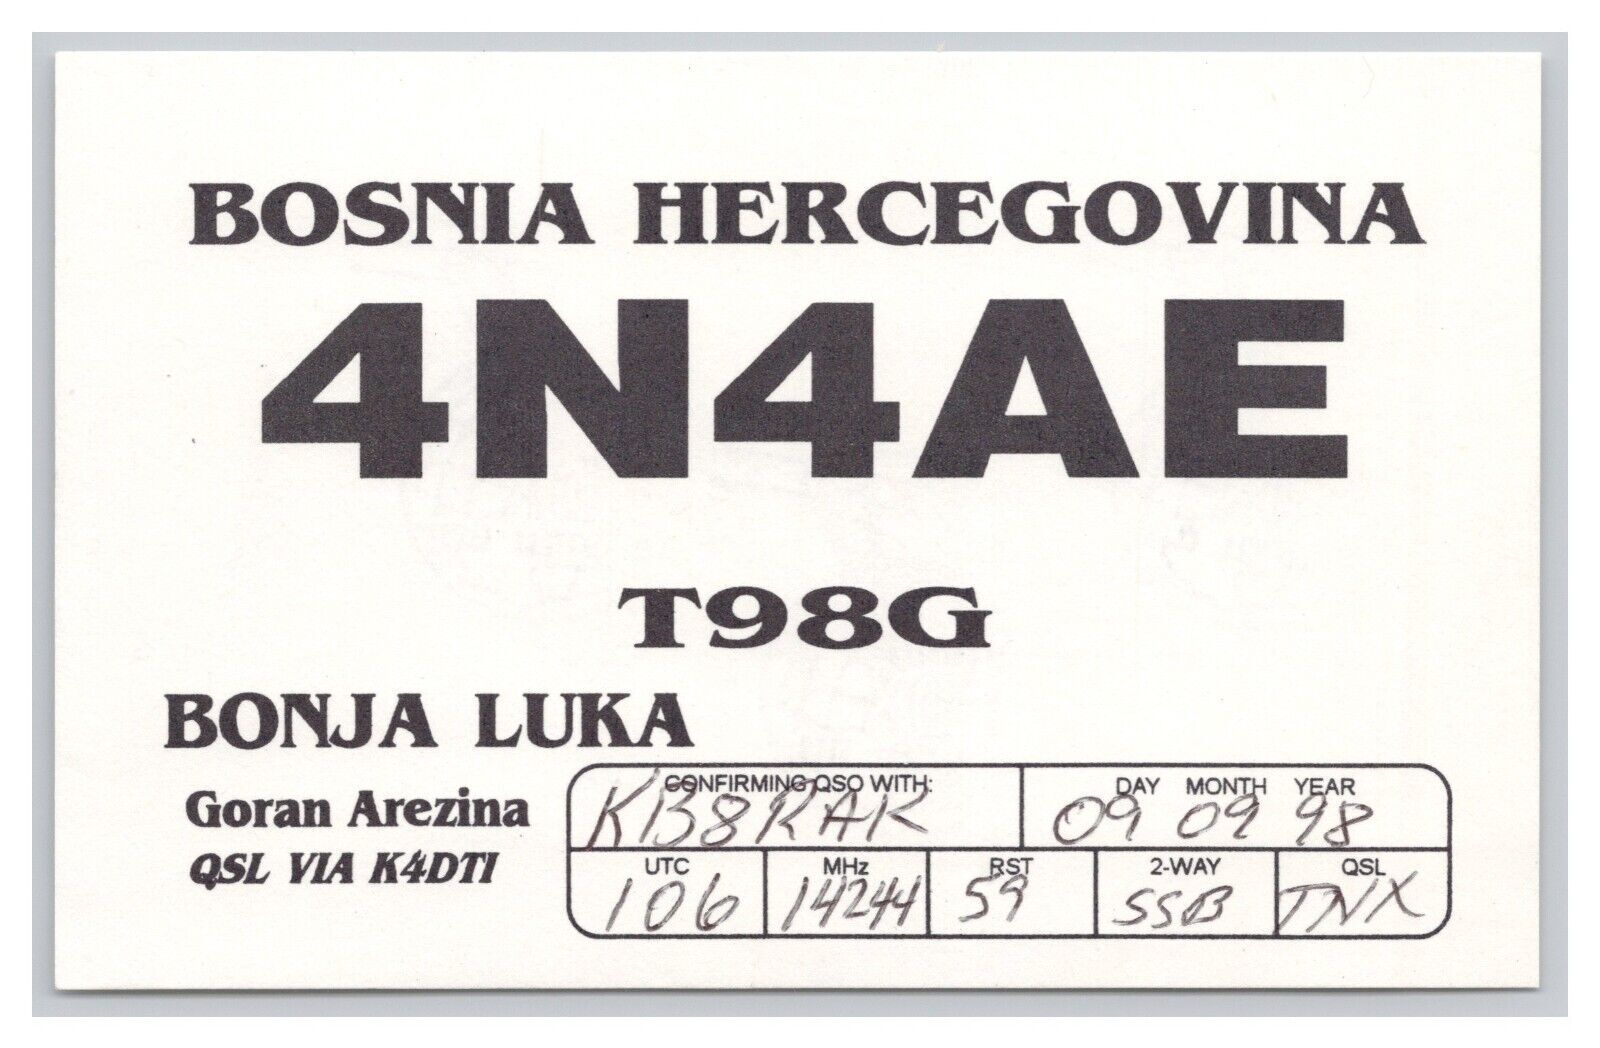 BOSNIA HERCEGOVINA
4N4AE
T98G
BONJA LUKA
Goran Arezina
QSL VIA K4DTI
CONFIRMING QSO WITH: DAY MONTH YEAR
KB8RAK 09 09 98
UTC MHz RST 2-WAY QSL
106 14244 59 SSB TNX